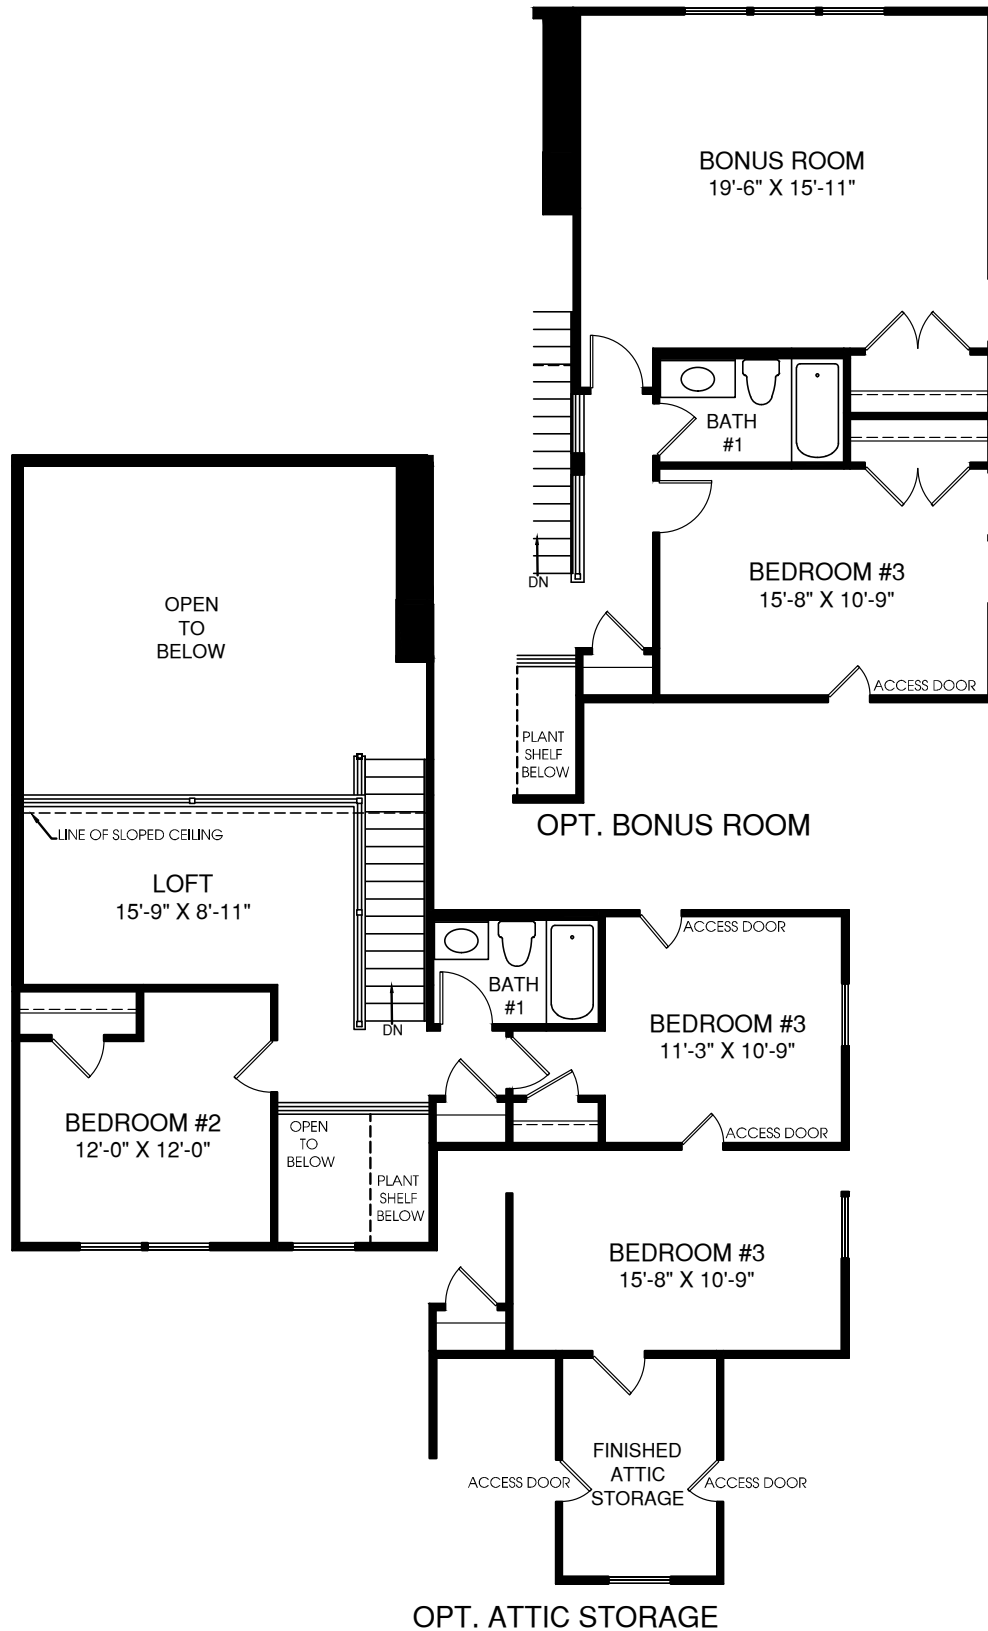 BONUS ROOM
19'-6" X 15'-11"
BATH
#1
BEDROOM #3
15'-8" X 10'-9"
DN
ACCESS DOOR
PLANT
SHELF
BELOW
OPT. BONUS ROOM
OPEN
TO
BELOW
LINE OF SLOPED CEILING
LOFT
15'-9" X 8'-11"
DN
ACCESS DOOR
BATH
#1
BEDROOM #3
11'-3" X 10'-9"
BEDROOM #2
12'-0" X 12'-0"
OPEN
TO
BELOW
PLANT
SHELF
BELOW
ACCESS DOOR
BEDROOM #3
15'-8" X 10'-9"
FINISHED
ATTIC
STORAGE
ACCESS DOOR
ACCESS DOOR
OPT. ATTIC STORAGE